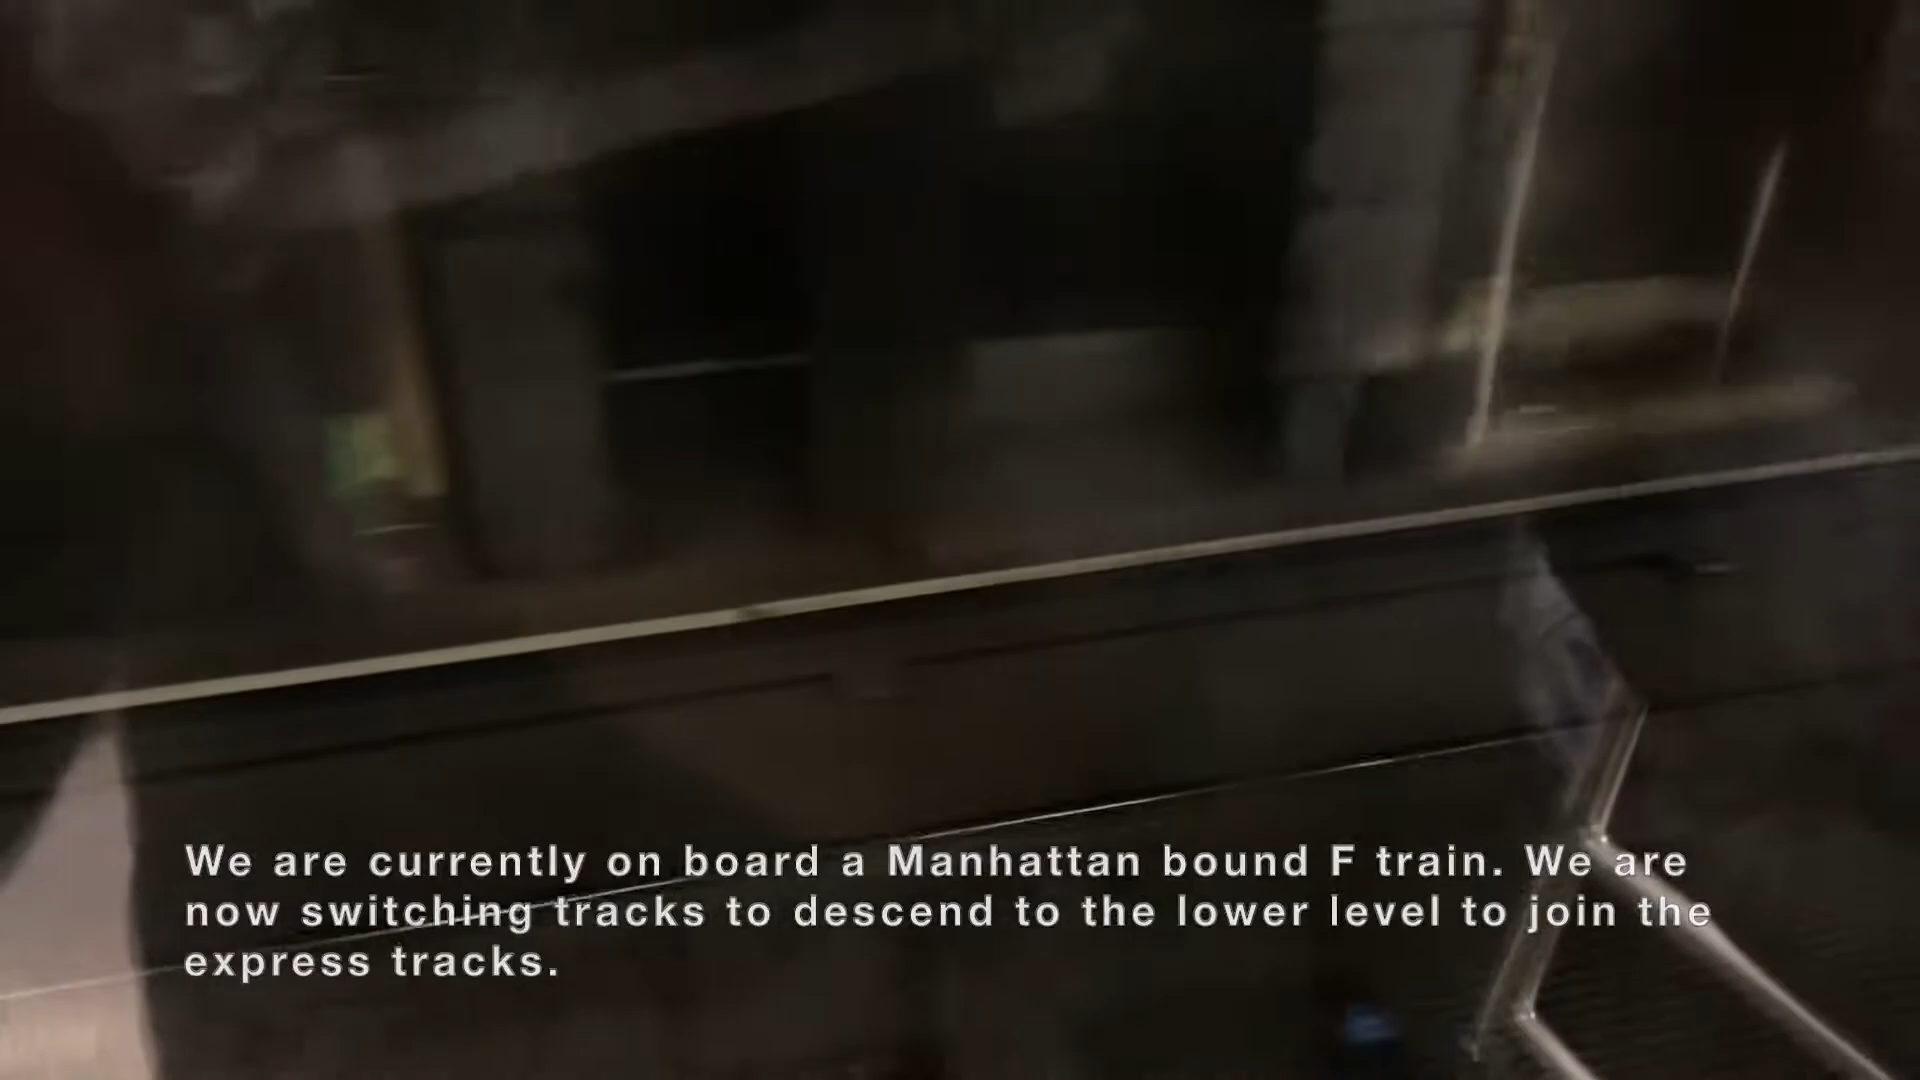 We are currently on board a Manhattan bound F train. We are
now switching tracks to descend to the lower level to join the
express tracks.